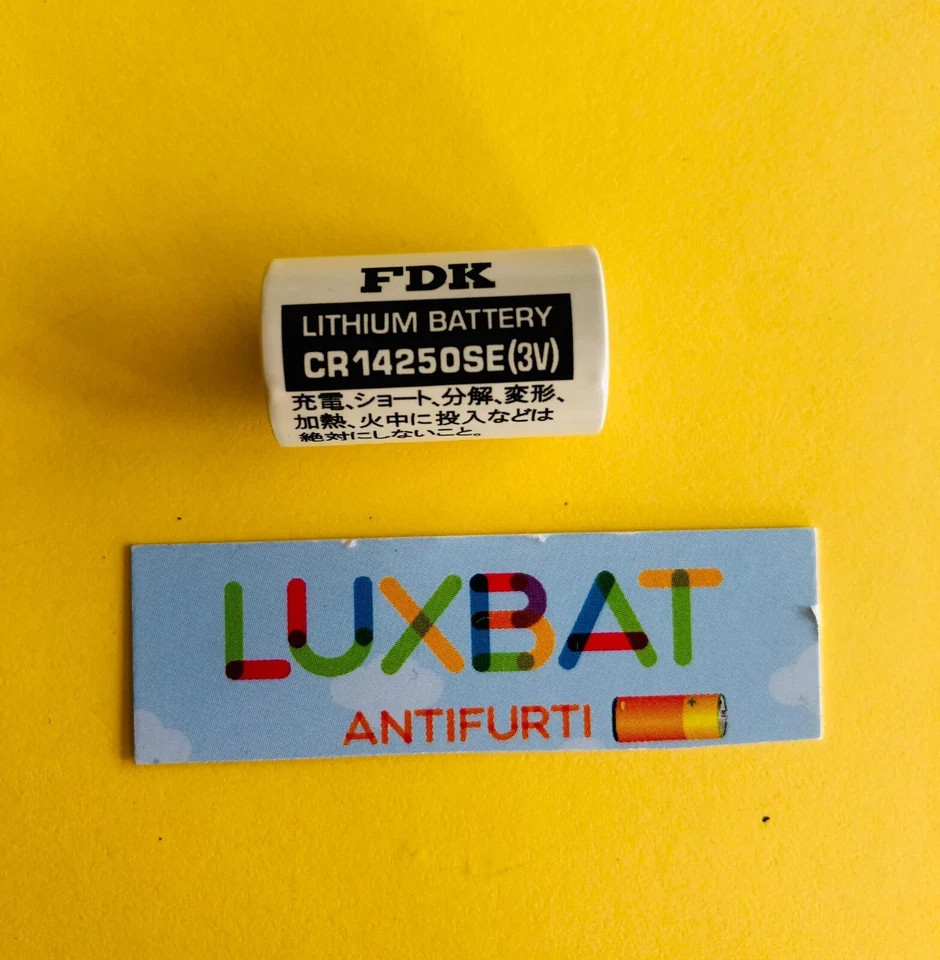 FDK
LITHIUM BATTERY
CR14250SE(3V)
充電、ショート、分解、変形、
加熱、火中に投入などは
絶対にしないこと。
LUXBAT
ANTIFURTI